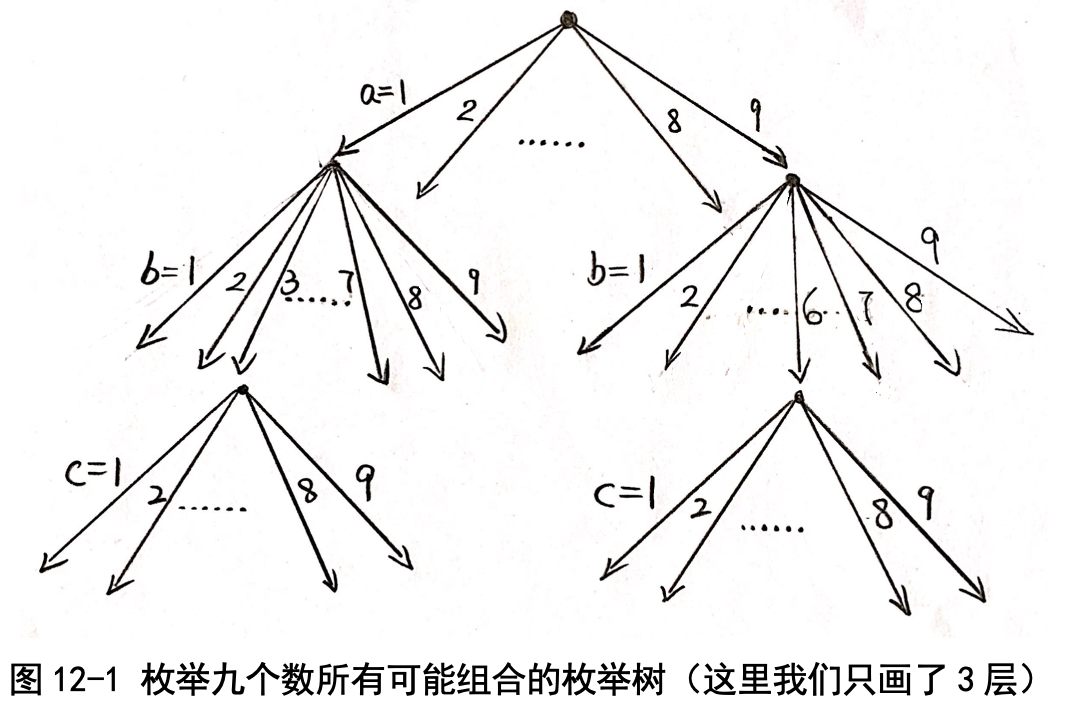 a=1 2 …… 8 9
b=1 2 3 …… 7 8 9 b=1 2 …… 6 7 8 9
c=1 2 …… 8 9 c=1 2 …… 8 9
图 12-1 枚举九个数所有可能组合的枚举树（这里我们只画了 3 层）